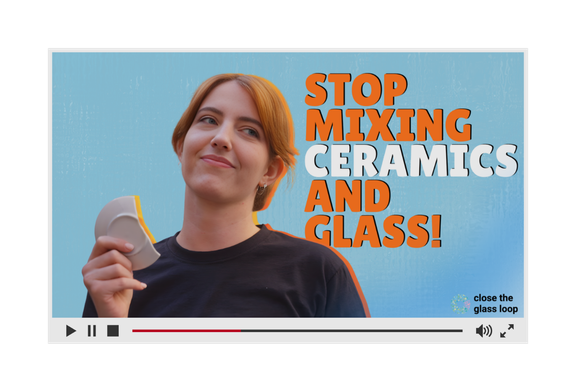 STOP
MIXING
CERAMICS
AND
GLASS!
close the
glass loop